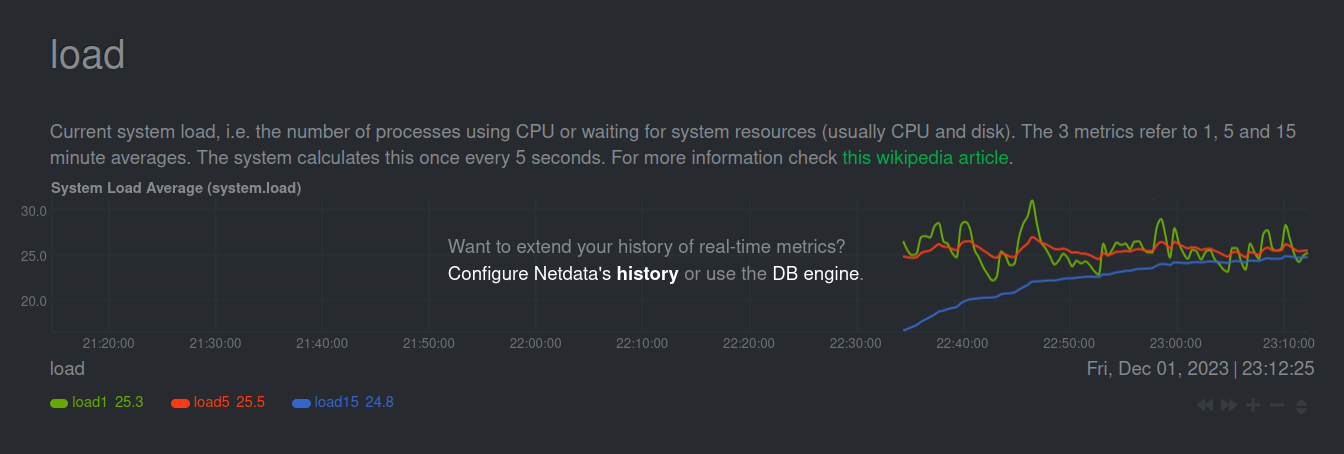 load
Current system load, i.e. the number of processes using CPU or waiting for system resources (usually CPU and disk). The 3 metrics refer to 1, 5 and 15
minute averages. The system calculates this once every 5 seconds. For more information check this wikipedia article.
System Load Average (system.load)
30.0
25.0
20.0
Want to extend your history of real-time metrics?
Configure Netdata's history or use the DB engine.
21:20:00 21:30:00 21:40:00 21:50:00 22:00:00 22:10:00 22:20:00 22:30:00 22:40:00 22:50:00 23:00:00 23:10:00
load Fri, Dec 01, 2023 | 23:12:25
load1 25.3 load5 25.5 load15 24.8